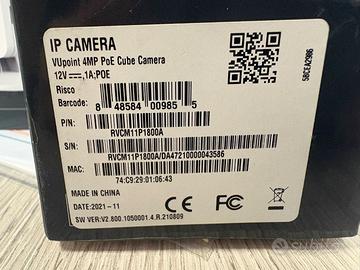 IP CAMERA
VUpoint 4MP PoE Cube Camera
12V⎓1A;POE
Risco
Barcode: 8 48584 00985 5
P/N:
RVCM11P1800A
S/N:
RVCM11P1800A/DA47210000043586
MAC:
74:C9:29:01:06:43
MADE IN CHINA
DATE:2021-11
SW VER:V2.800.1050001.4.R.210809
CE FC